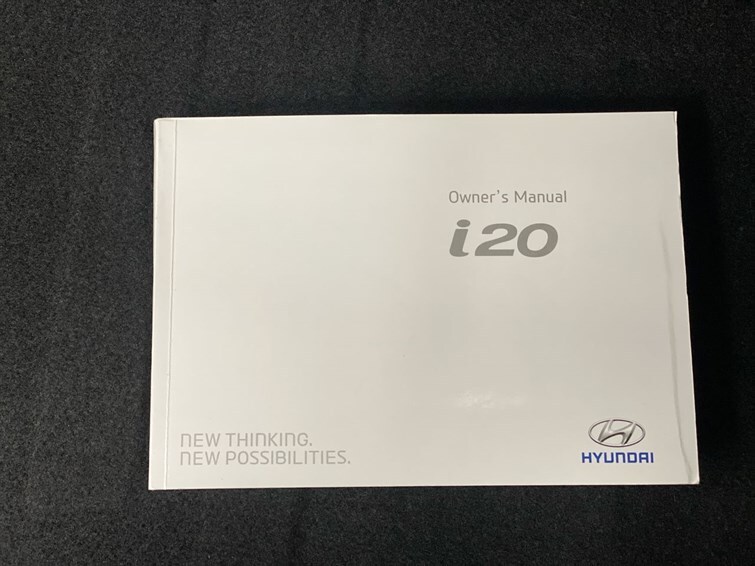 Owner's Manual
i20
NEW THINKING.
NEW POSSIBILITIES.
HYUNDAI